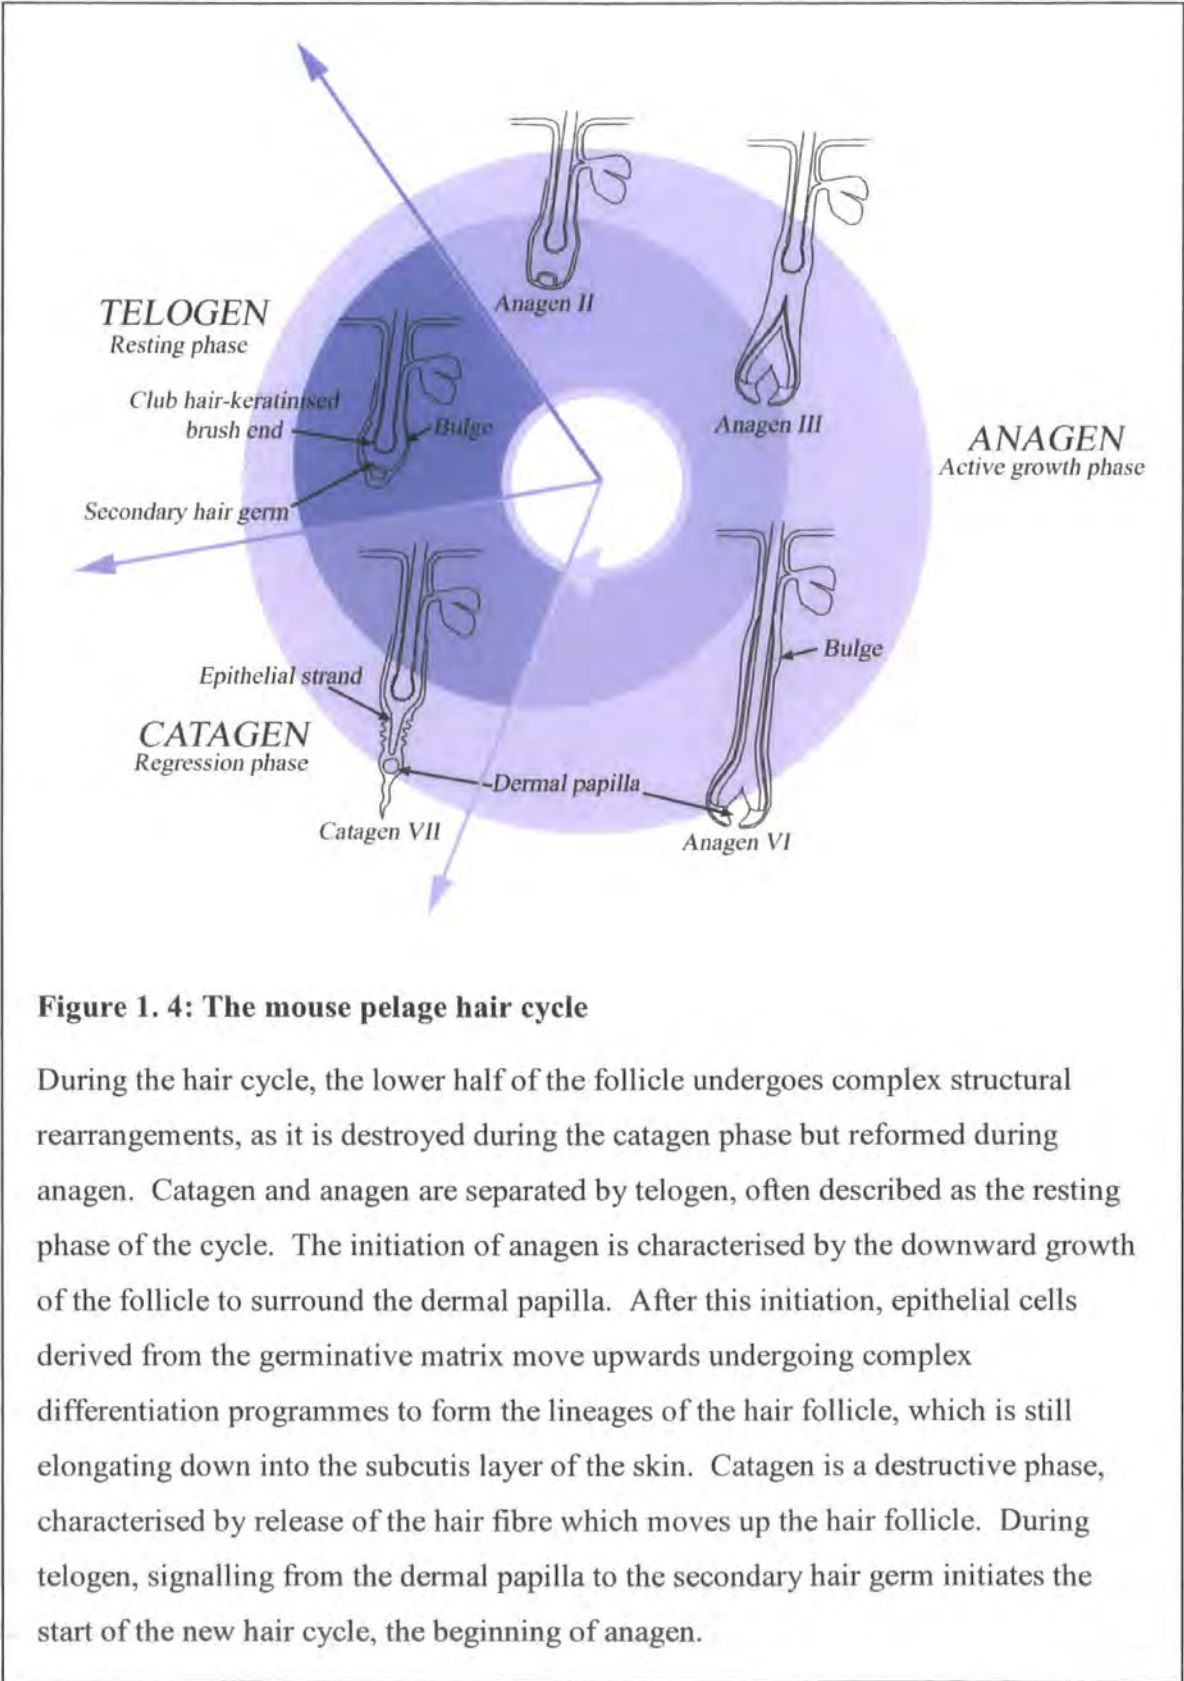 Anagen II
TELOGEN
Resting phase
Club hair-keratinised
brush end
Bulge
Secondary hair germ
Anagen III
ANAGEN
Active growth phase
Bulge
Epithelial strand
CATAGEN
Regression phase
Dermal papilla
Catagen VII
Anagen VI
Figure 1. 4: The mouse pelage hair cycle
During the hair cycle, the lower half of the follicle undergoes complex structural
rearrangements, as it is destroyed during the catagen phase but reformed during
anagen. Catagen and anagen are separated by telogen, often described as the resting
phase of the cycle. The initiation of anagen is characterised by the downward growth
of the follicle to surround the dermal papilla. After this initiation, epithelial cells
derived from the germinative matrix move upwards undergoing complex
differentiation programmes to form the lineages of the hair follicle, which is still
elongating down into the subcutis layer of the skin. Catagen is a destructive phase,
characterised by release of the hair fibre which moves up the hair follicle. During
telogen, signalling from the dermal papilla to the secondary hair germ initiates the
start of the new hair cycle, the beginning of anagen.